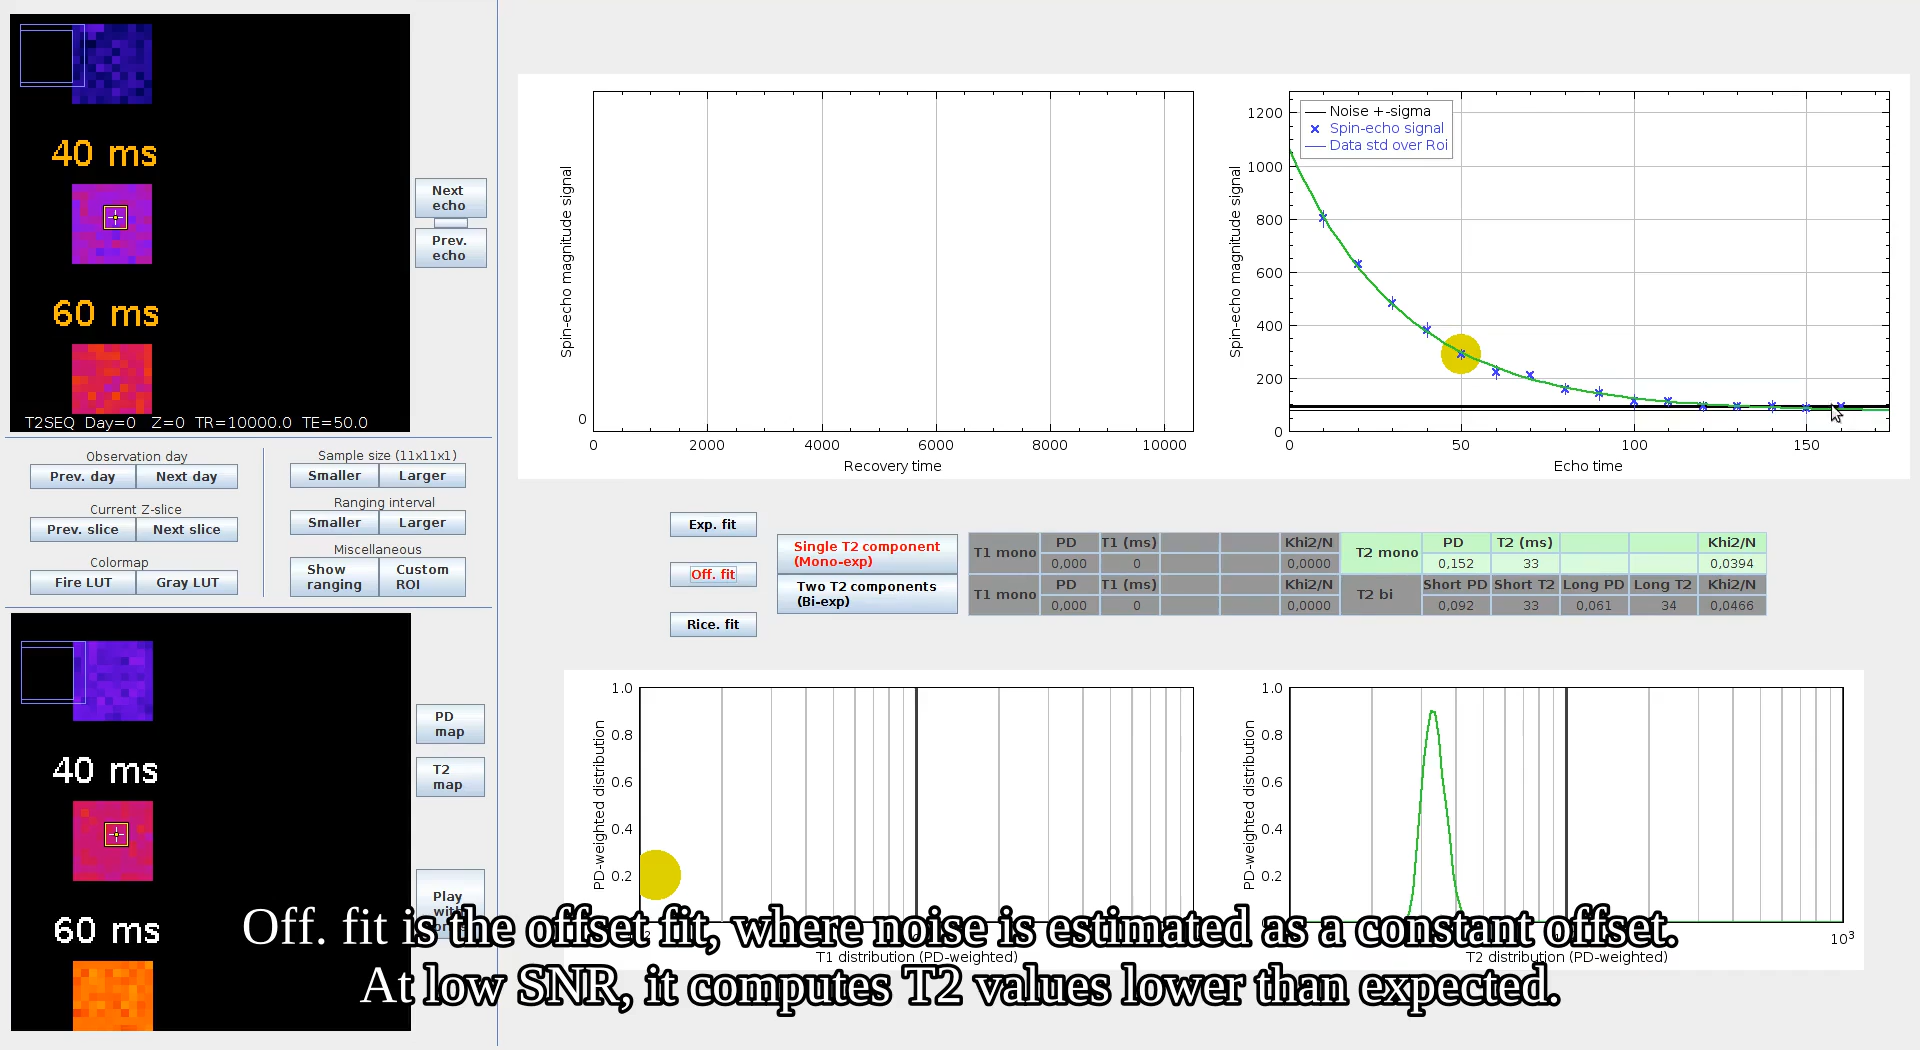 40 ms
60 ms
T2SEQ Day=0 Z=0 TR=10000.0 TE=50.0
Next echo
Prev. echo
Observation day
Prev. day Next day
Current Z-slice
Prev. slice Next slice
Colormap
Fire LUT Gray LUT
Sample size (11x11x1)
Smaller Larger
Ranging interval
Smaller Larger
Miscellaneous
Show ranging
Custom ROI
40 ms
60 ms
PD map
T2 map
Play with
Spin-echo magnitude signal
0
0 2000 4000 6000 8000 10000
Recovery time
Spin-echo magnitude signal
1200
1000
800
600
400
200
0
Noise +-sigma
Spin-echo signal
Data std over Roi
0 50 100 150
Echo time
Exp. fit
Off. fit
Rice. fit
Single T2 component
(Mono-exp)
Two T2 components
(Bi-exp)
T1 mono PD T1 (ms) Khi2/N T2 mono PD T2 (ms) Khi2/N
0,000 0 0,0000 0,152 33 0,0394
T1 mono PD T1 (ms) Khi2/N T2 bi Short PD Short T2 Long PD Long T2 Khi2/N
0,000 0 0,0000 0,092 33 0,061 34 0,0466
PD-weighted distribution
1.0
0.8
0.6
0.4
0.2
T1 distribution (PD-weighted)
PD-weighted distribution
1.0
0.8
0.6
0.4
0.2
10³
T2 distribution (PD-weighted)
Off. fit is the offset fit, where noise is estimated as a constant offset.
At low SNR, it computes T2 values lower than expected.